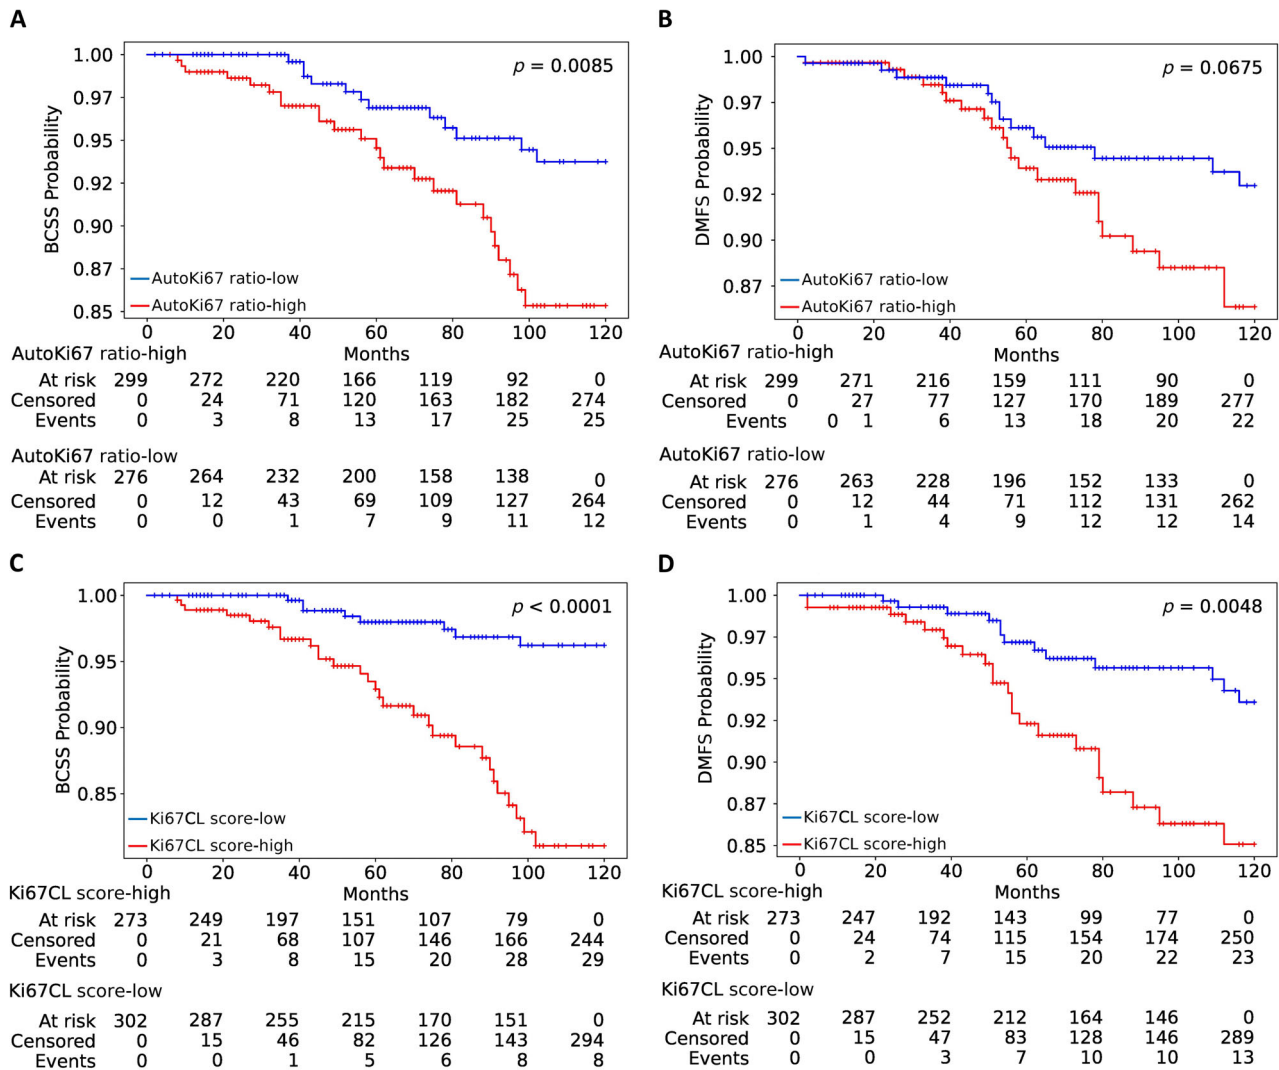 A
1.00
0.97
0.95
0.92
0.90
0.87
0.85
BCSS Probability
p = 0.0085
AutoKi67 ratio-low
AutoKi67 ratio-high
0 20 40 60 80 100 120
Months
AutoKi67 ratio-high
At risk 299 272 220 166 119 92 0
Censored 0 24 71 120 163 182 274
Events 0 3 8 13 17 25 25
AutoKi67 ratio-low
At risk 276 264 232 200 158 138 0
Censored 0 12 43 69 109 127 264
Events 0 0 1 7 9 11 12
B
1.00
0.97
0.95
0.92
0.90
0.87
DMFS Probability
p = 0.0675
AutoKi67 ratio-low
AutoKi67 ratio-high
0 20 40 60 80 100 120
Months
AutoKi67 ratio-high
At risk 299 271 216 159 111 90 0
Censored 0 27 77 127 170 189 277
Events 0 1 6 13 18 20 22
AutoKi67 ratio-low
At risk 276 263 228 196 152 133 0
Censored 0 12 44 71 112 131 262
Events 0 1 4 9 12 12 14
C
1.00
0.95
0.90
0.85
BCSS Probability
p < 0.0001
Ki67CL score-low
Ki67CL score-high
0 20 40 60 80 100 120
Months
Ki67CL score-high
At risk 273 249 197 151 107 79 0
Censored 0 21 68 107 146 166 244
Events 0 3 8 15 20 28 29
Ki67CL score-low
At risk 302 287 255 215 170 151 0
Censored 0 15 46 82 126 143 294
Events 0 0 1 5 6 8 8
D
1.00
0.97
0.95
0.92
0.90
0.87
0.85
DMFS Probability
p = 0.0048
Ki67CL score-low
Ki67CL score-high
0 20 40 60 80 100 120
Months
Ki67CL score-high
At risk 273 247 192 143 99 77 0
Censored 0 24 74 115 154 174 250
Events 0 2 7 15 20 22 23
Ki67CL score-low
At risk 302 287 252 212 164 146 0
Censored 0 15 47 83 128 146 289
Events 0 0 3 7 10 10 13